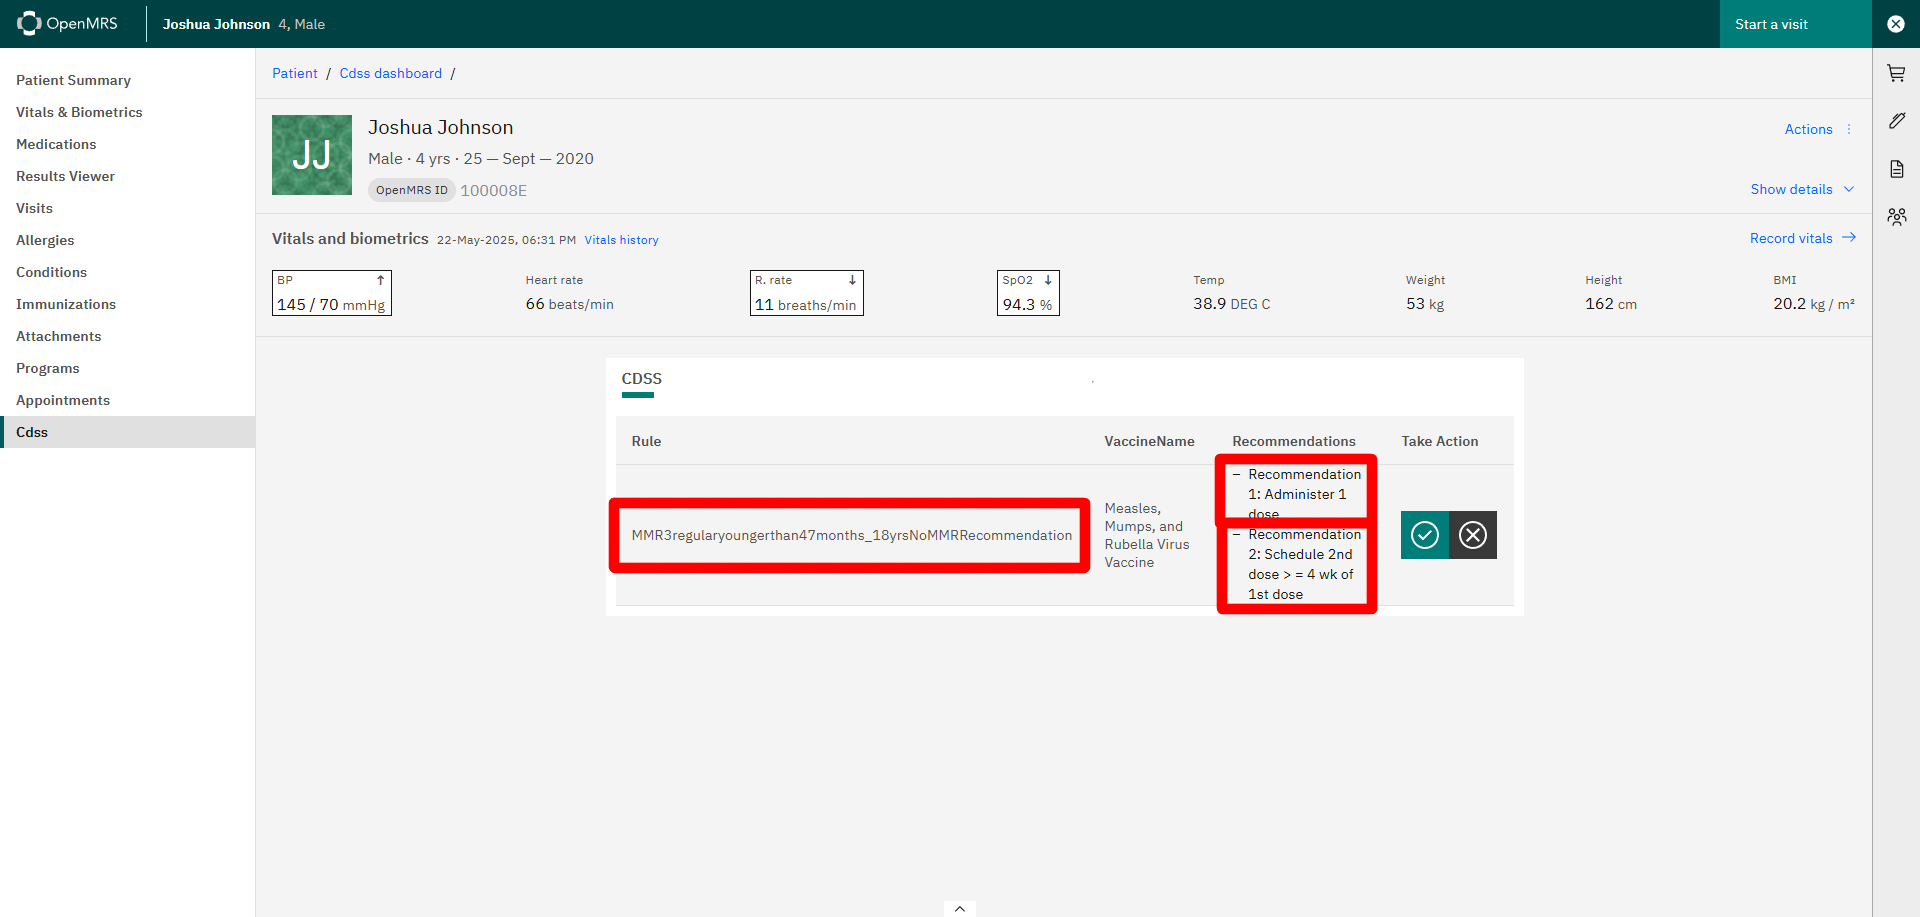 OpenMRS
Joshua Johnson 4, Male
Start a visit
Patient Summary
Vitals & Biometrics
Medications
Results Viewer
Visits
Allergies
Conditions
Immunizations
Attachments
Programs
Appointments
Cdss
Patient / Cdss dashboard /
JJ
Joshua Johnson
Male · 4 yrs · 25 — Sept — 2020
OpenMRS ID 100008E
Actions
Show details
Vitals and biometrics 22-May-2025, 06:31 PM Vitals history
Record vitals →
BP ↑
145 / 70 mmHg
Heart rate
66 beats/min
R. rate ↓
11 breaths/min
SpO2 ↓
94.3 %
Temp
38.9 DEG C
Weight
53 kg
Height
162 cm
BMI
20.2 kg / m²
CDSS
Rule VaccineName Recommendations Take Action
MMR3regularyoungerthan47months_18yrsNoMMRRecommendation
Measles,
Mumps, and
Rubella Virus
Vaccine
– Recommendation
1: Administer 1
dose
– Recommendation
2: Schedule 2nd
dose > = 4 wk of
1st dose